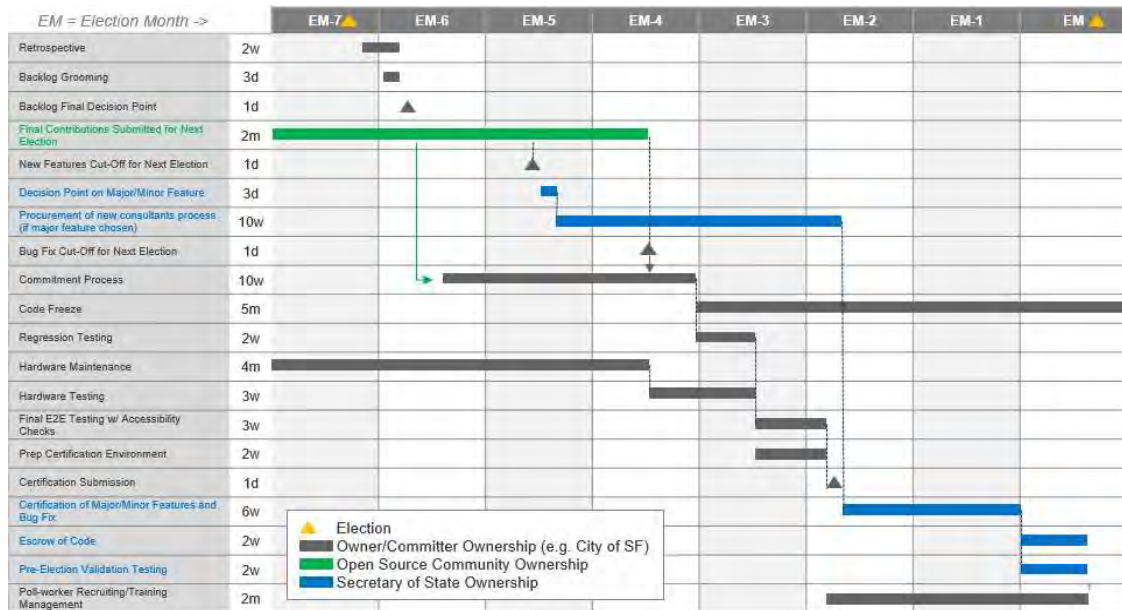 EM = Election Month ->
EM-7 EM-6 EM-5 EM-4 EM-3 EM-2 EM-1 EM
Retrospective 2w
Backlog Grooming 3d
Backlog Final Decision Point 1d
Final Contributions Submitted for Next
Election 2m
New Features Cut-Off for Next Election 1d
Decision Point on Major/Minor Feature 3d
Procurement of new consultants process
(if major feature chosen) 10w
Bug Fix Cut-Off for Next Election 1d
Commitment Process 10w
Code Freeze 5m
Regression Testing 2w
Hardware Maintenance 4m
Hardware Testing 3w
Final E2E Testing w/ Accessibility
Checks 3w
Prep Certification Environment 2w
Certification Submission 1d
Certification of Major/Minor Features and
Bug Fix 6w
Escrow of Code 2w
Pre-Election Validation Testing 2w
Poll-worker Recruiting/Training
Management 2m
Election
Owner/Committer Ownership (e.g. City of SF)
Open Source Community Ownership
Secretary of State Ownership